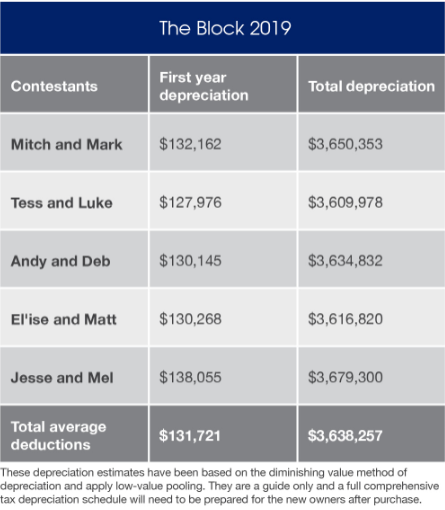 The Block 2019
Contestants First year depreciation Total depreciation
Mitch and Mark $132,162 $3,650,353
Tess and Luke $127,976 $3,609,978
Andy and Deb $130,145 $3,634,832
El'ise and Matt $130,268 $3,616,820
Jesse and Mel $138,055 $3,679,300
Total average deductions $131,721 $3,638,257
These depreciation estimates have been based on the diminishing value method of
depreciation and apply low-value pooling. They are a guide only and a full comprehensive
tax depreciation schedule will need to be prepared for the new owners after purchase.